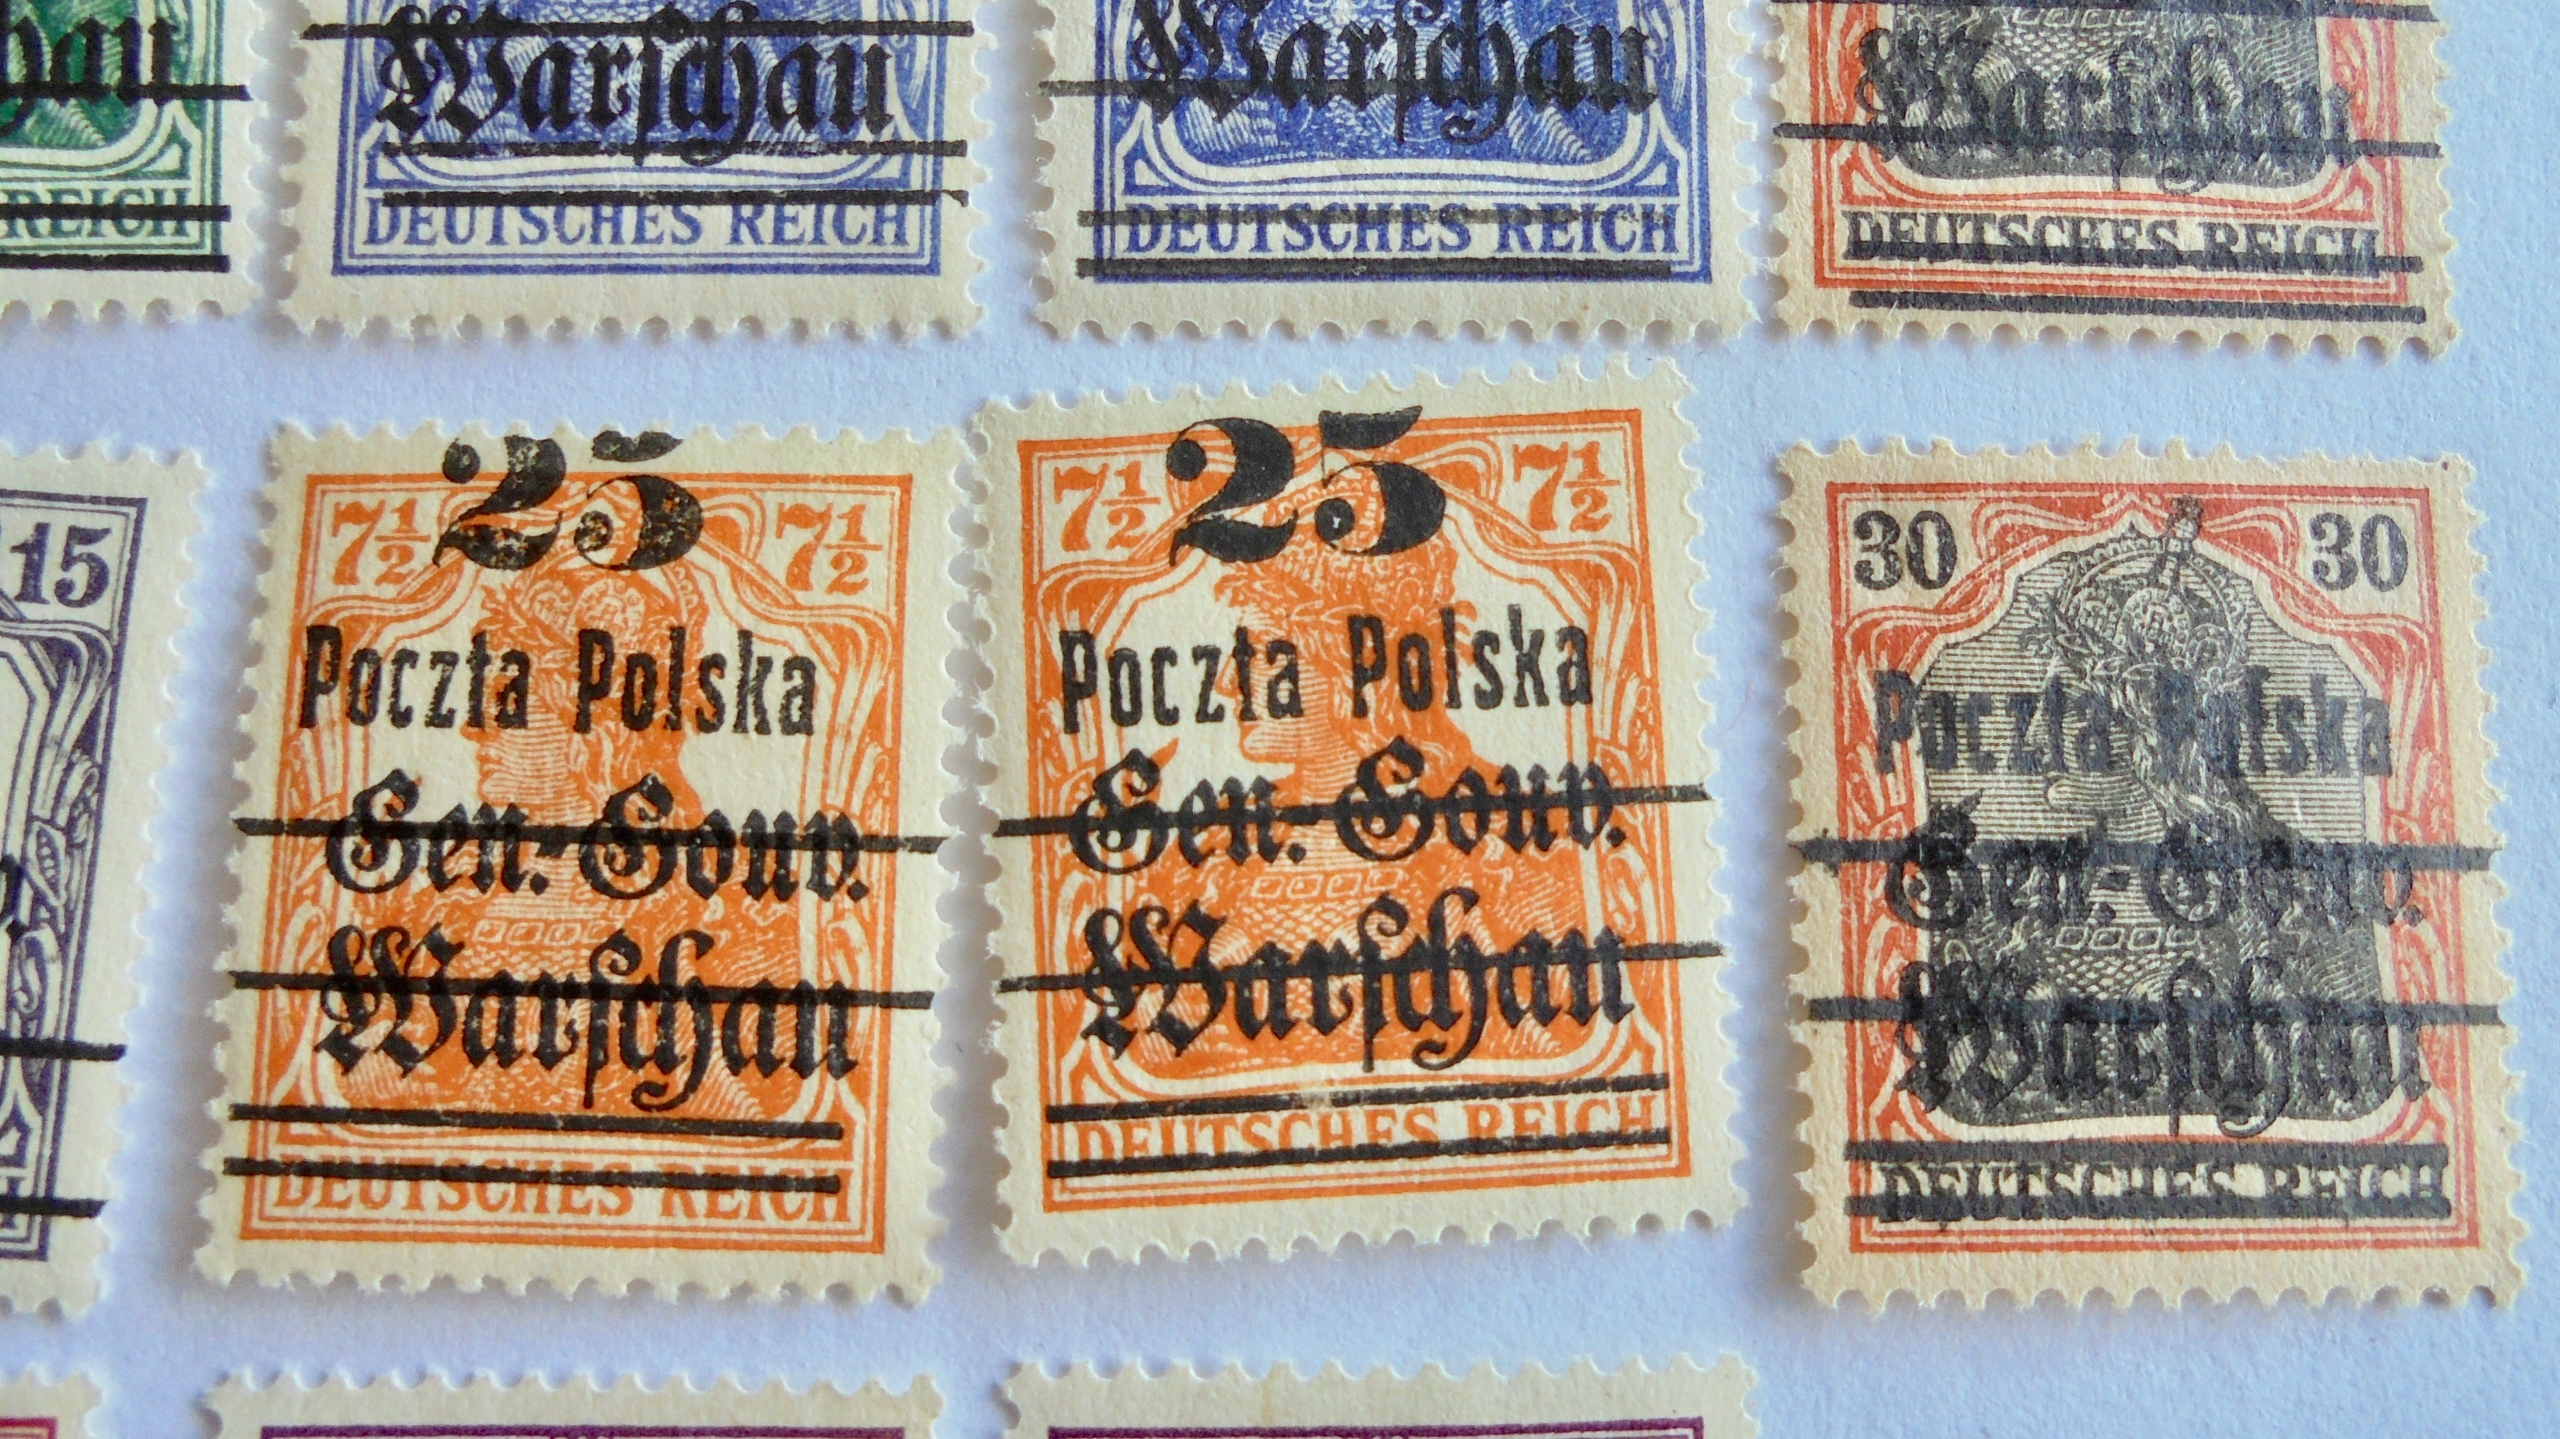 REICH
Warschau
DEUTSCHES REICH
Warschau
DEUTSCHES REICH
Warschau
DEUTSCHES REICH
15
25
7½ 7½
Poczta Polska
Gen.-Gouv.
Warschau
DEUTSCHES REICH
25
7½ 7½
Poczta Polska
Gen.-Gouv.
Warschau
DEUTSCHES REICH
30 30
Poczta Polska
Gen.-Gouv.
Warschau
DEUTSCHES REICH